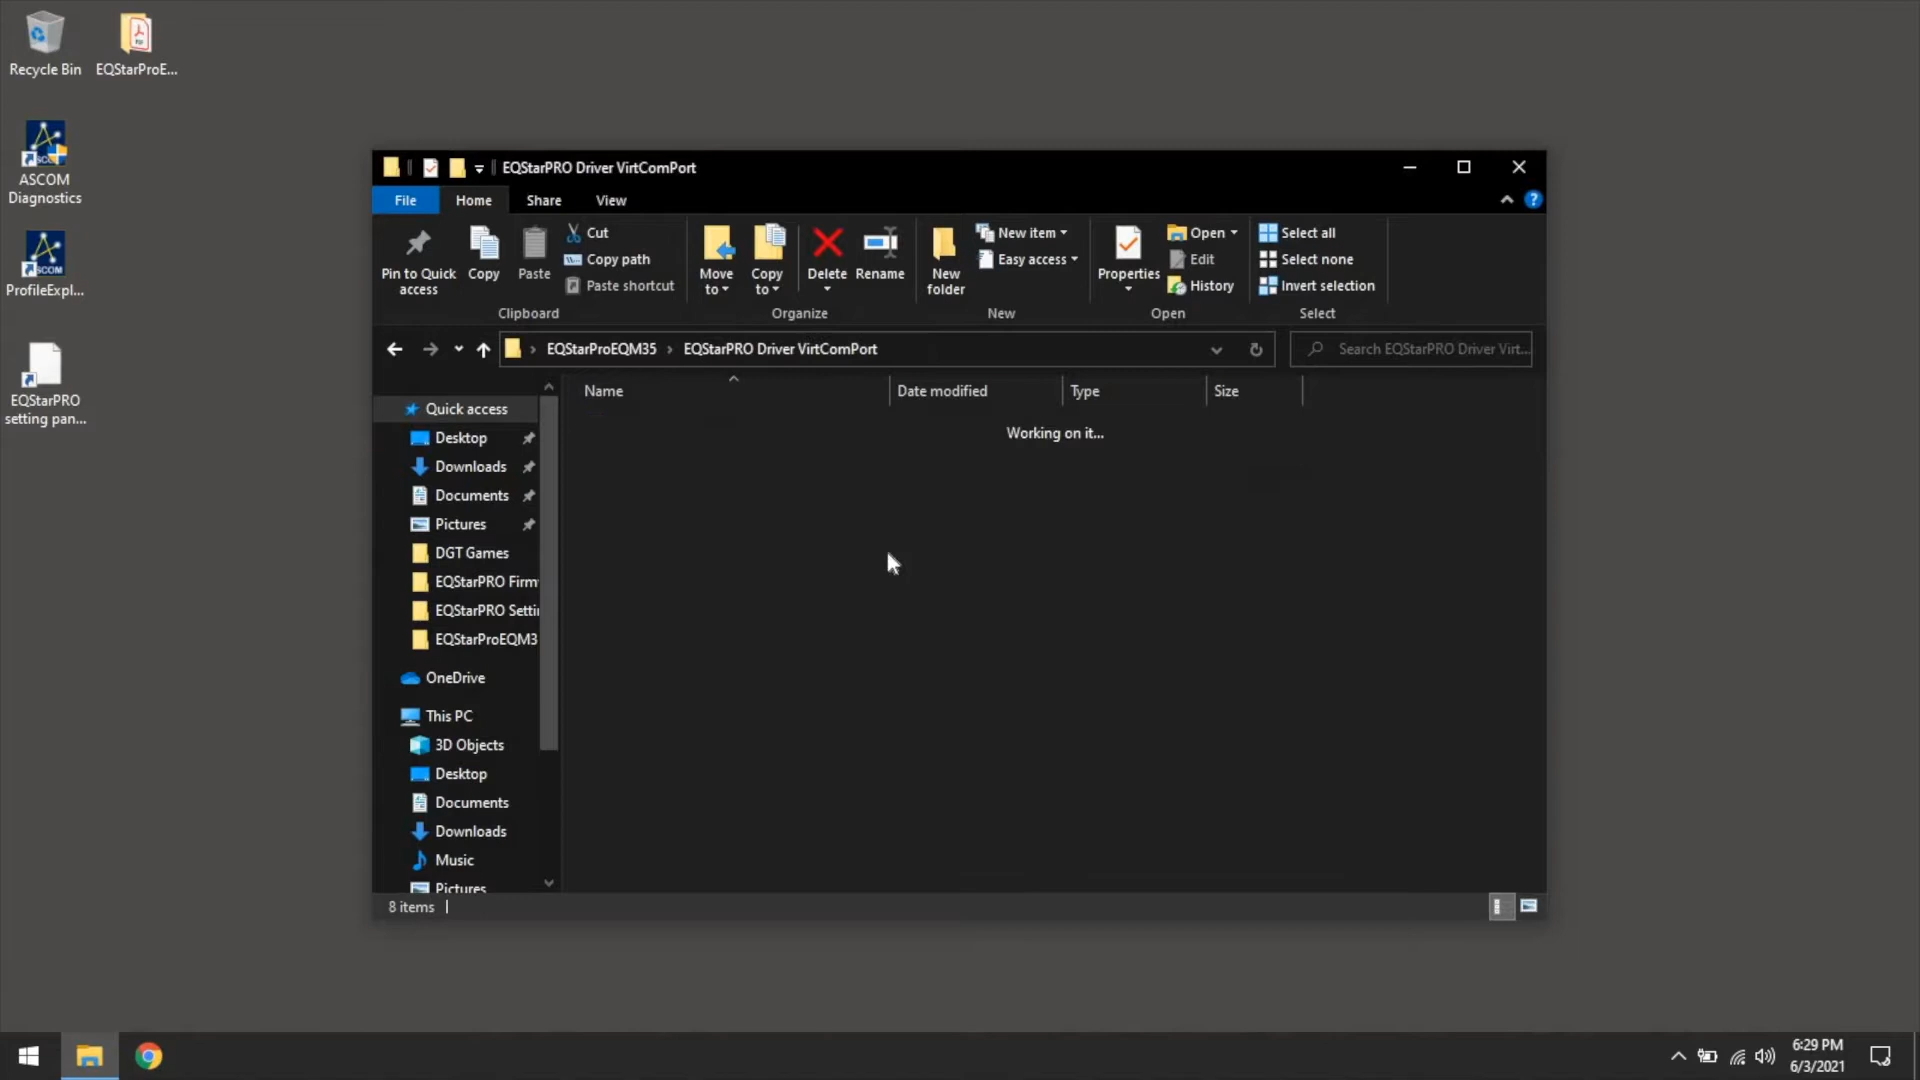 Recycle Bin
EQStarProE...
ASCOM
Diagnostics
ProfileExpl...
EQStarPRO
setting pan...
EQStarPRO Driver VirtComPort
File
Home
Share
View
Pin to Quick
access
Copy
Paste
Cut
Copy path
Paste shortcut
Clipboard
Move
to
Copy
to
Delete
Rename
Organize
New
folder
New item
Easy access
New
Properties
Open
Edit
History
Open
Select all
Select none
Invert selection
Select
EQStarProEQM35 > EQStarPRO Driver VirtComPort
Search EQStarPRO Driver Virt...
Name
Date modified
Type
Size
Working on it...
Quick access
Desktop
Downloads
Documents
Pictures
DGT Games
EQStarPRO Firm
EQStarPRO Setti
EQStarProEQM3
OneDrive
This PC
3D Objects
Desktop
Documents
Downloads
Music
Pictures
8 items
6:29 PM
6/3/2021